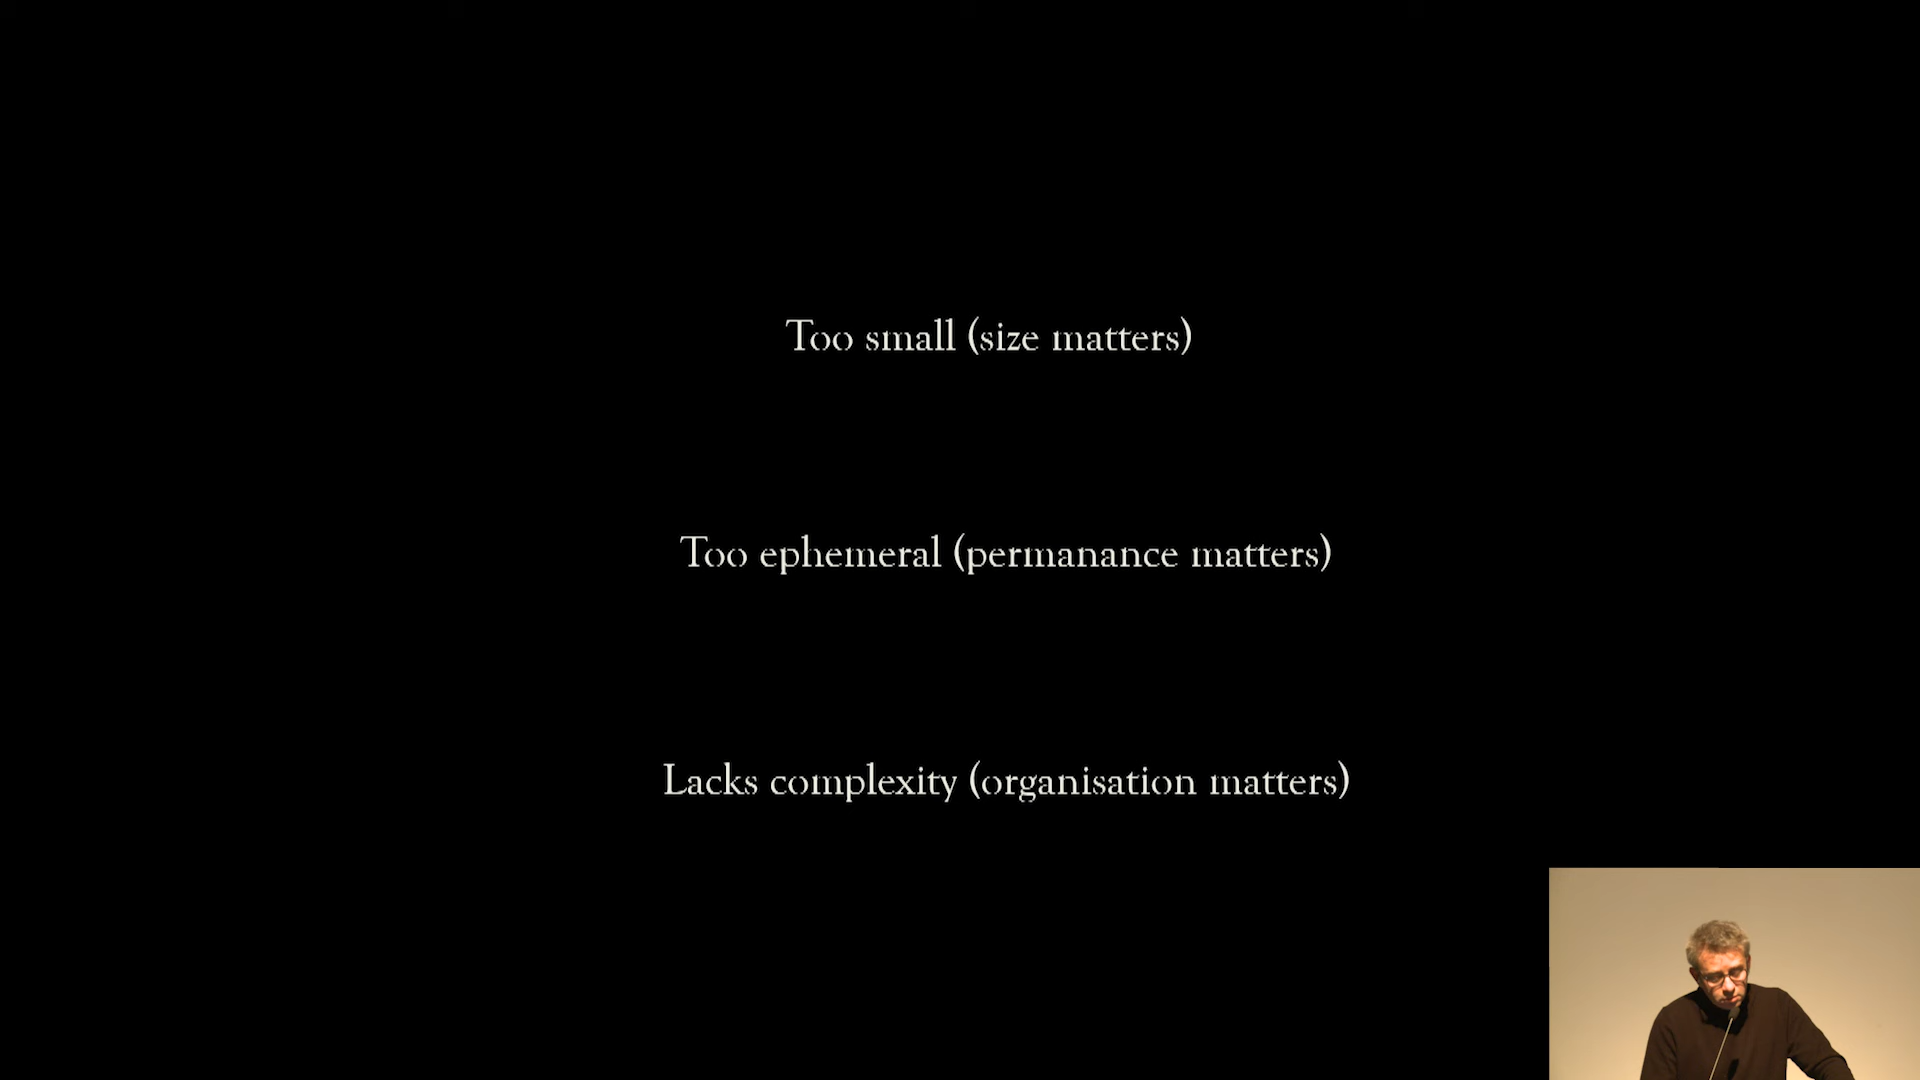 Too small (size matters)
Too ephemeral (permanance matters)
Lacks complexity (organisation matters)